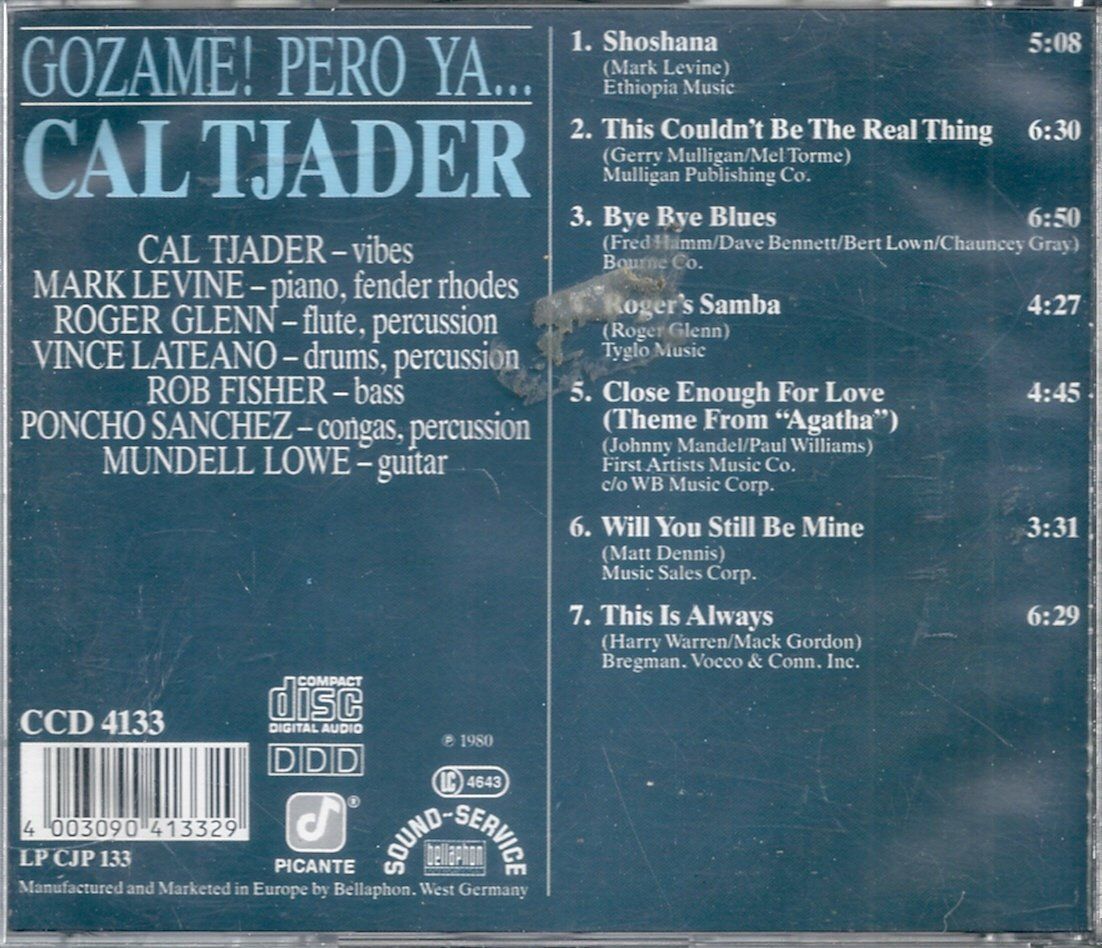 GOZAME! PERO YA...
CAL TJADER
CAL TJADER – vibes
MARK LEVINE – piano, fender rhodes
ROGER GLENN – flute, percussion
VINCE LATEANO – drums, percussion
ROB FISHER – bass
PONCHO SANCHEZ – congas, percussion
MUNDELL LOWE – guitar
CCD 4133
4 003090 413329
LP CJP 133
COMPACT
disc
DIGITAL AUDIO
DDD
®
PICANTE
℗ 1980
LC 4643
SOUND-SERVICE
bellaphon
Manufactured and Marketed in Europe by Bellaphon. West Germany
1. Shoshana 5:08
(Mark Levine)
Ethiopia Music
2. This Couldn't Be The Real Thing 6:30
(Gerry Mulligan/Mel Torme)
Mulligan Publishing Co.
3. Bye Bye Blues 6:50
(Fred Hamm/Dave Bennett/Bert Lown/Chauncey Gray)
Bourne Co.
Roger's Samba 4:27
(Roger Glenn)
Tyglo Music
5. Close Enough For Love 4:45
(Theme From “Agatha”)
(Johnny Mandel/Paul Williams)
First Artists Music Co.
c/o WB Music Corp.
6. Will You Still Be Mine 3:31
(Matt Dennis)
Music Sales Corp.
7. This Is Always 6:29
(Harry Warren/Mack Gordon)
Bregman. Vocco & Conn. Inc.